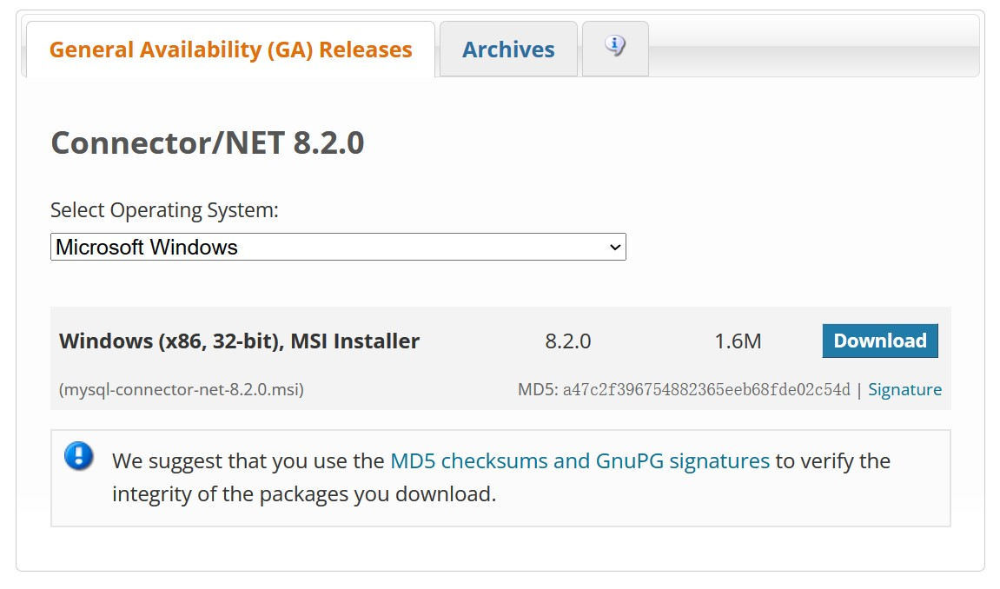 General Availability (GA) Releases Archives
Connector/NET 8.2.0
Select Operating System:
Microsoft Windows
Windows (x86, 32-bit), MSI Installer 8.2.0 1.6M Download
(mysql-connector-net-8.2.0.msi) MD5: a47c2f396754882365eeb68fde02c54d | Signature
We suggest that you use the MD5 checksums and GnuPG signatures to verify the
integrity of the packages you download.